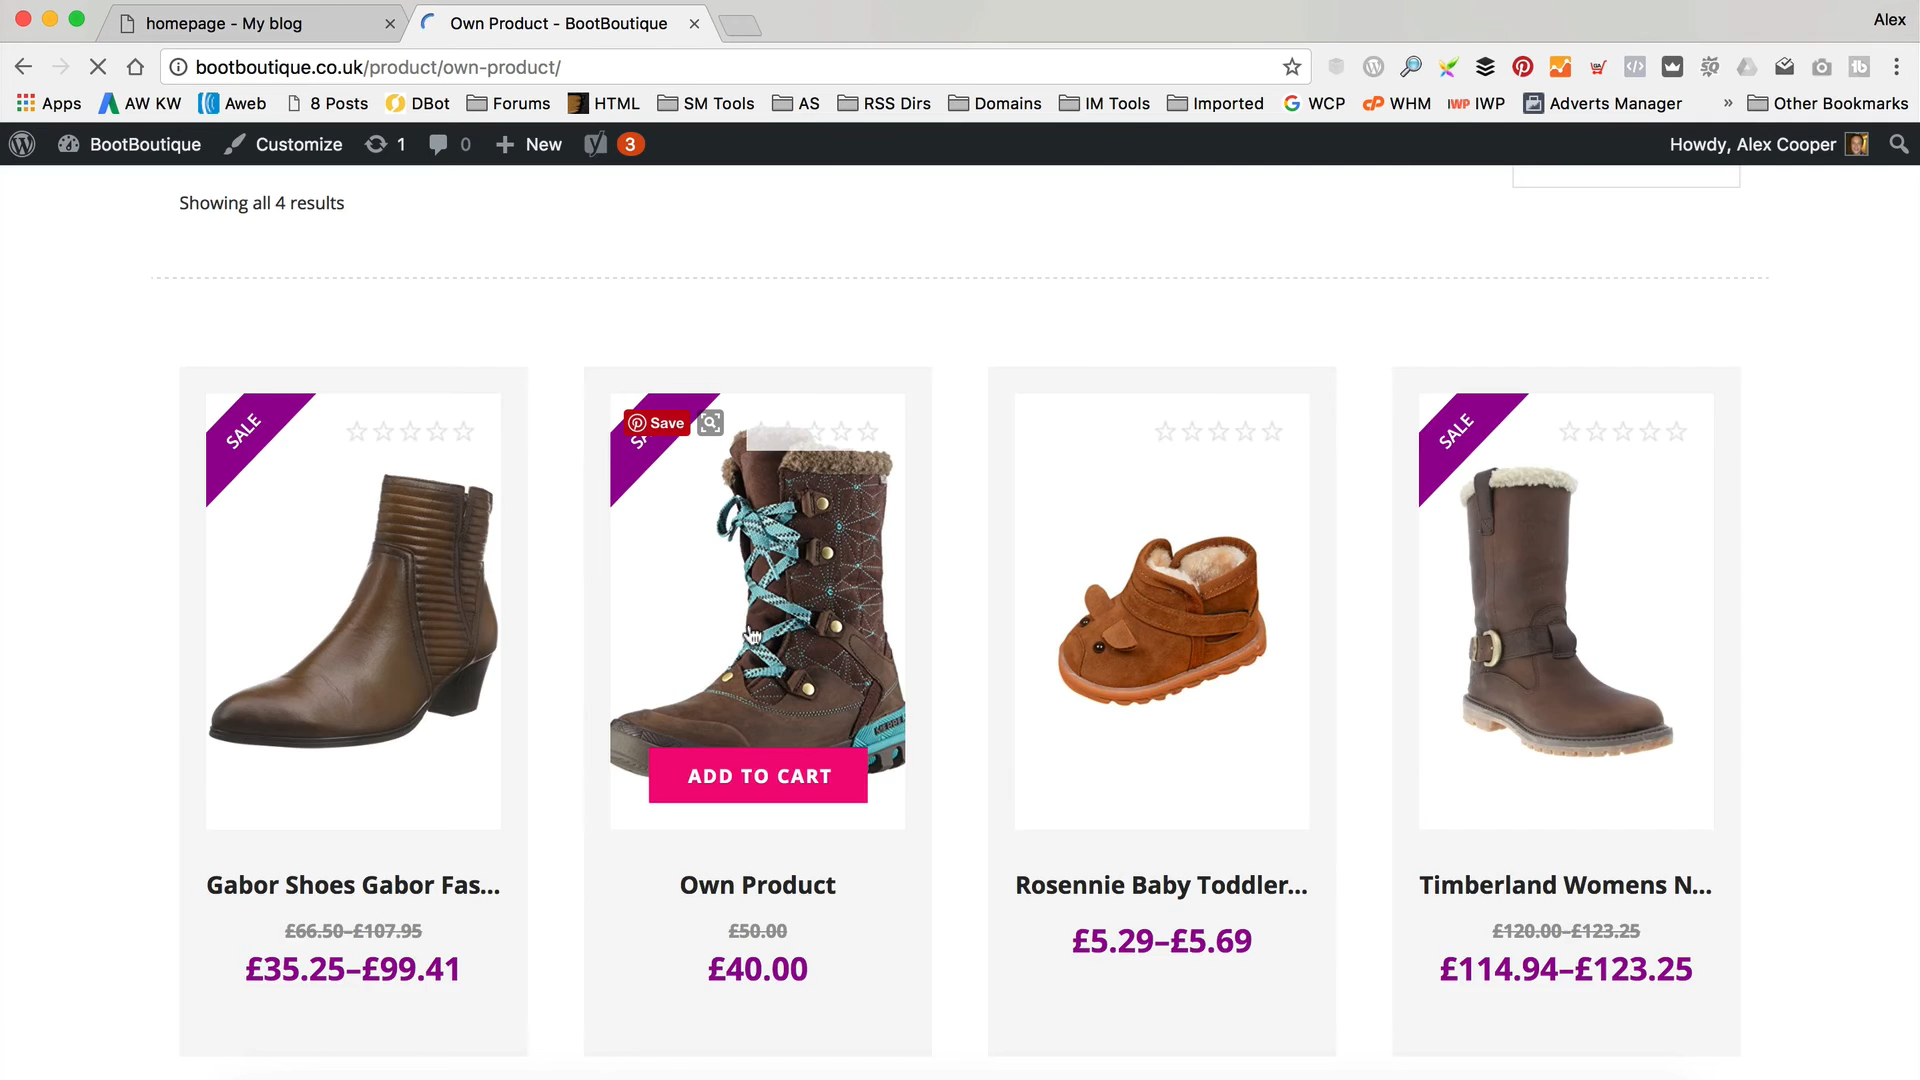 homepage - My blog
Own Product - BootBoutique
Alex
bootboutique.co.uk/product/own-product/
Apps AW KW Aweb 8 Posts DBot Forums HTML SM Tools AS RSS Dirs Domains IM Tools Imported WCP WHM IWP IWP Adverts Manager » Other Bookmarks
BootBoutique Customize 1 0 New 3 Howdy, Alex Cooper
Showing all 4 results
SALE
Save
SALE
ADD TO CART
Gabor Shoes Gabor Fas...
£66.50–£107.95
£35.25–£99.41
Own Product
£50.00
£40.00
Rosennie Baby Toddler...
£5.29–£5.69
Timberland Womens N...
£120.00–£123.25
£114.94–£123.25